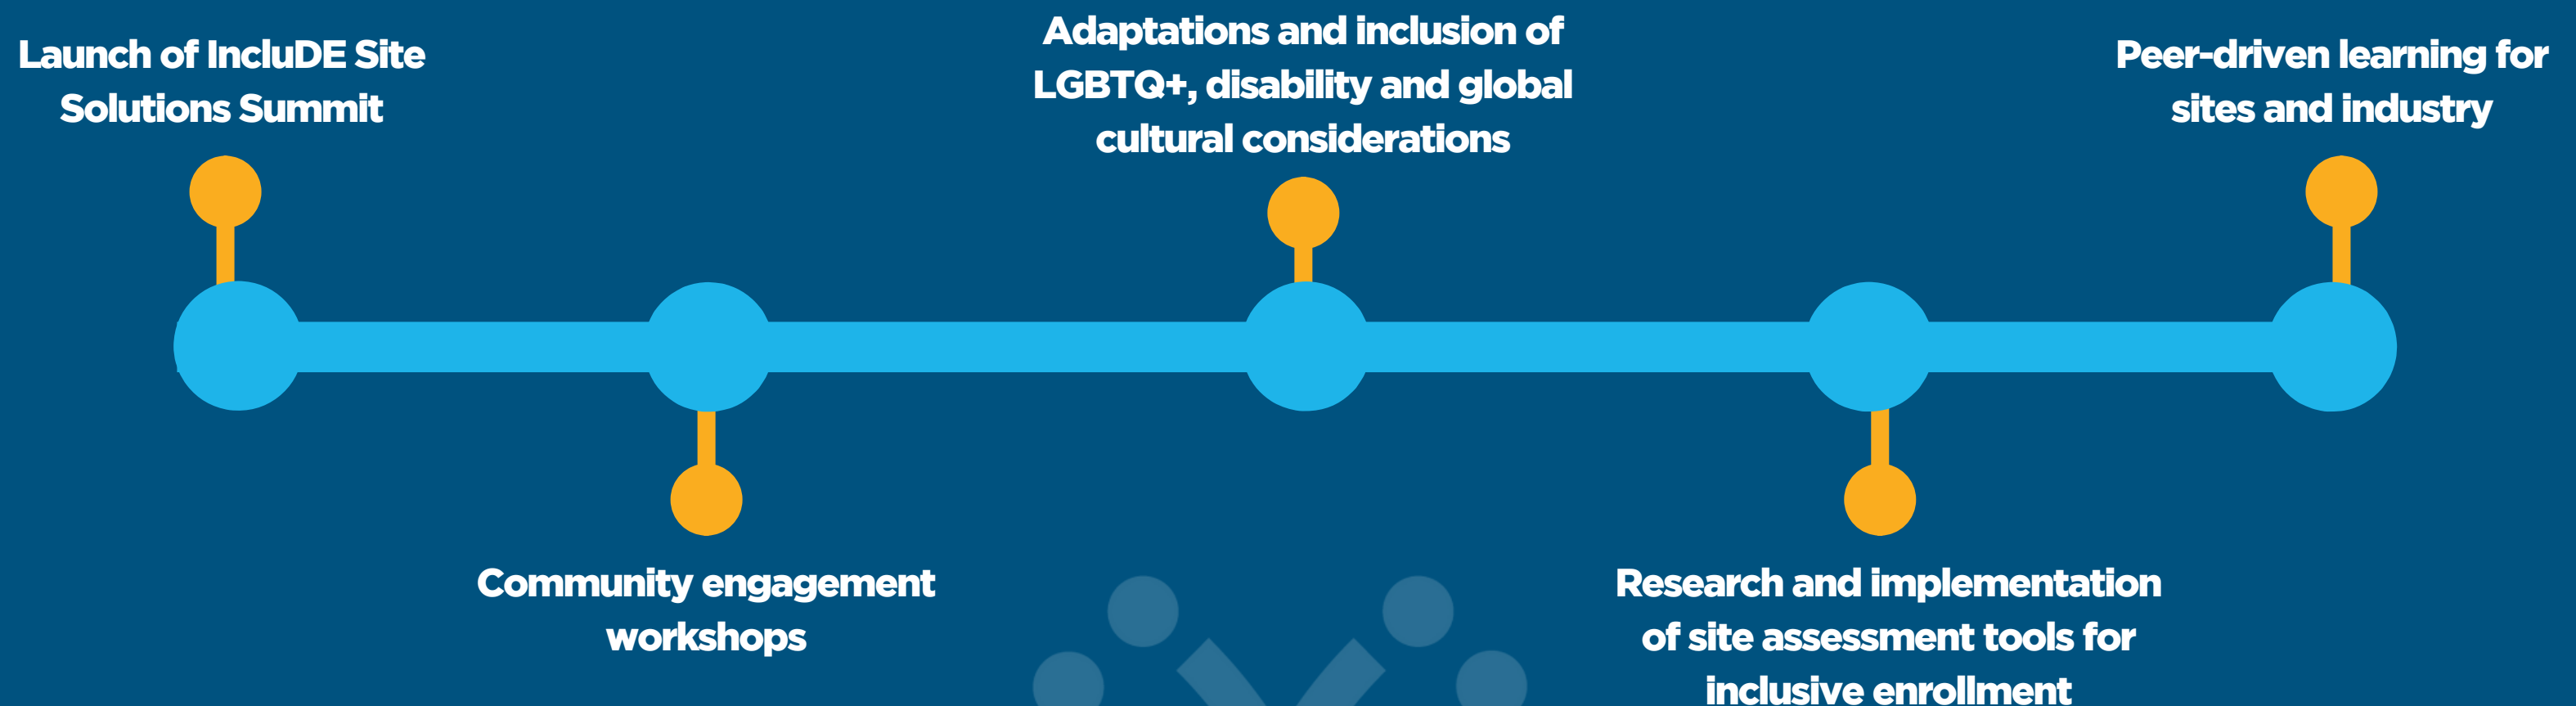 Launch of IncluDE Site
Solutions Summit
Community engagement
workshops
Adaptations and inclusion of
LGBTQ+, disability and global
cultural considerations
Research and implementation
of site assessment tools for
inclusive enrollment
Peer-driven learning for
sites and industry